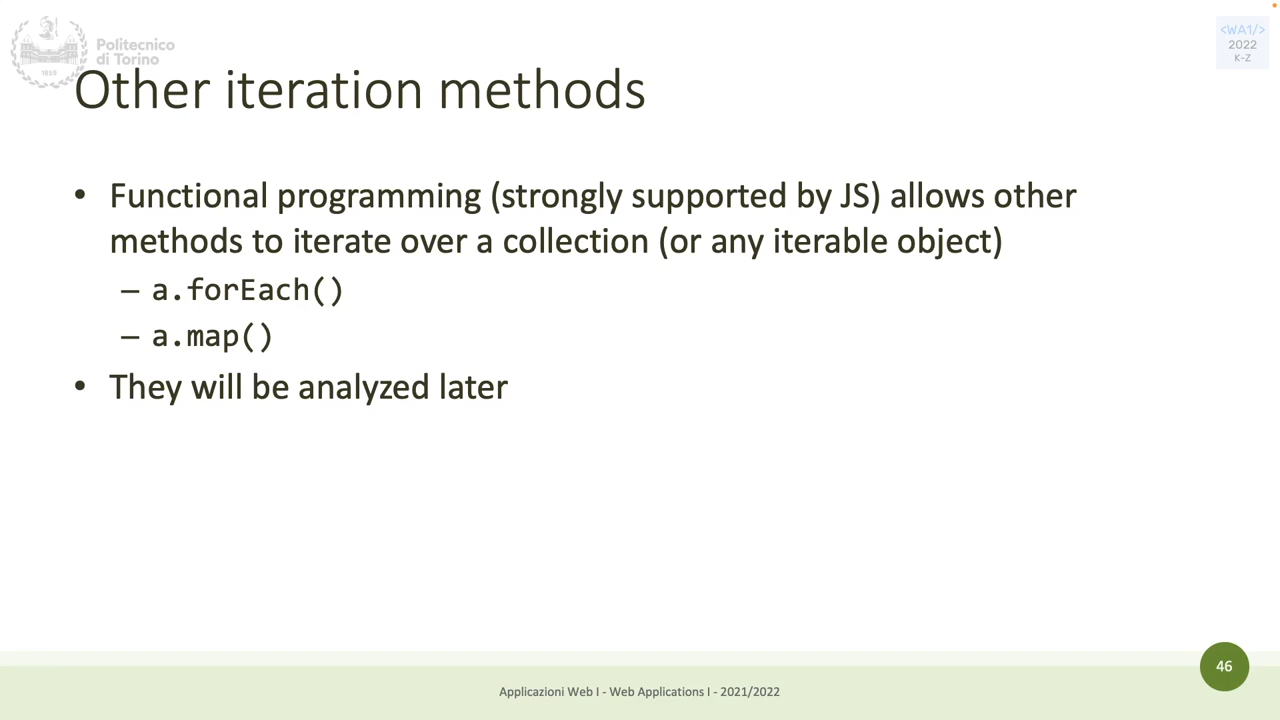 Politecnico
di Torino
1859
<WA1/>
2022
K-Z
Other iteration methods
• Functional programming (strongly supported by JS) allows other
methods to iterate over a collection (or any iterable object)
– a.forEach()
– a.map()
• They will be analyzed later
46
Applicazioni Web I - Web Applications I - 2021/2022